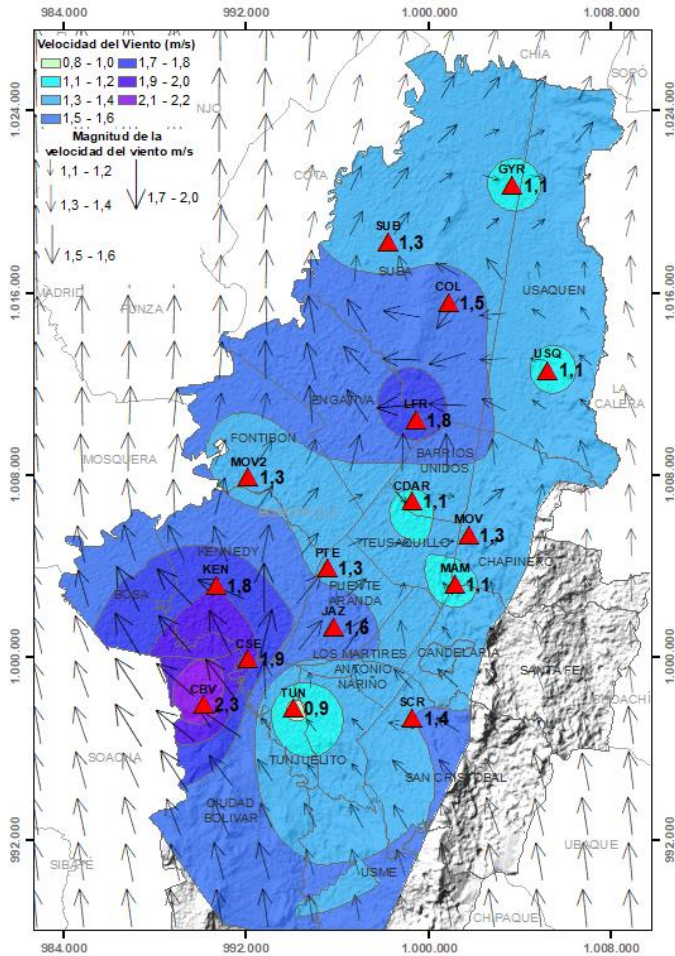 984.000 992.000 1.000.000 1.008.000
Velocidad del Viento (m/s)
0,8 - 1,0 1,7 - 1,8
1,1 - 1,2 1,9 - 2,0
1,3 - 1,4 2,1 - 2,2
1,5 - 1,6
Magnitud de la
velocidad del viento m/s
1,1 - 1,2
1,3 - 1,4
1,7 - 2,0
1,5 - 1,6
CHIA
SOPÓ
1.024.000 1.024.000
NJO
COTA
GYR
1,1
SUB
1,3
SUBA
COL
1,5
USAQUEN
1.016.000 1.016.000
MADRID
FUNZA
USQ
1,1
LA
CALERA
ENGATIVA
LFR
1,8
FONTIBON
BARRIOS
UNIDOS
MOSQUERA
MOV2
1,3
1.008.000 1.008.000
CDAR
1,1
TEUSAQUILLO
MOV
1,3
CHAPINERO
KENNEDY
KEN
1,8
PTE
1,3
MAM
1,1
BOSA
PUENTE
ARANDA
JAZ
1,6
CSE
1,9
LOS MARTIRES
CANDELARIA
1.000.000 1.000.000
ANTONIO
NARIÑO
SANTA FE
CBV
2,3
TUN
0,9
SCR
1,4
SOACHA
TUNJUELITO
SAN CRISTOBAL
CIUDAD
BOLIVAR
992.000 992.000
UBAQUE
SIBATÉ
USME
CHIPAQUE
984.000 992.000 1.000.000 1.008.000